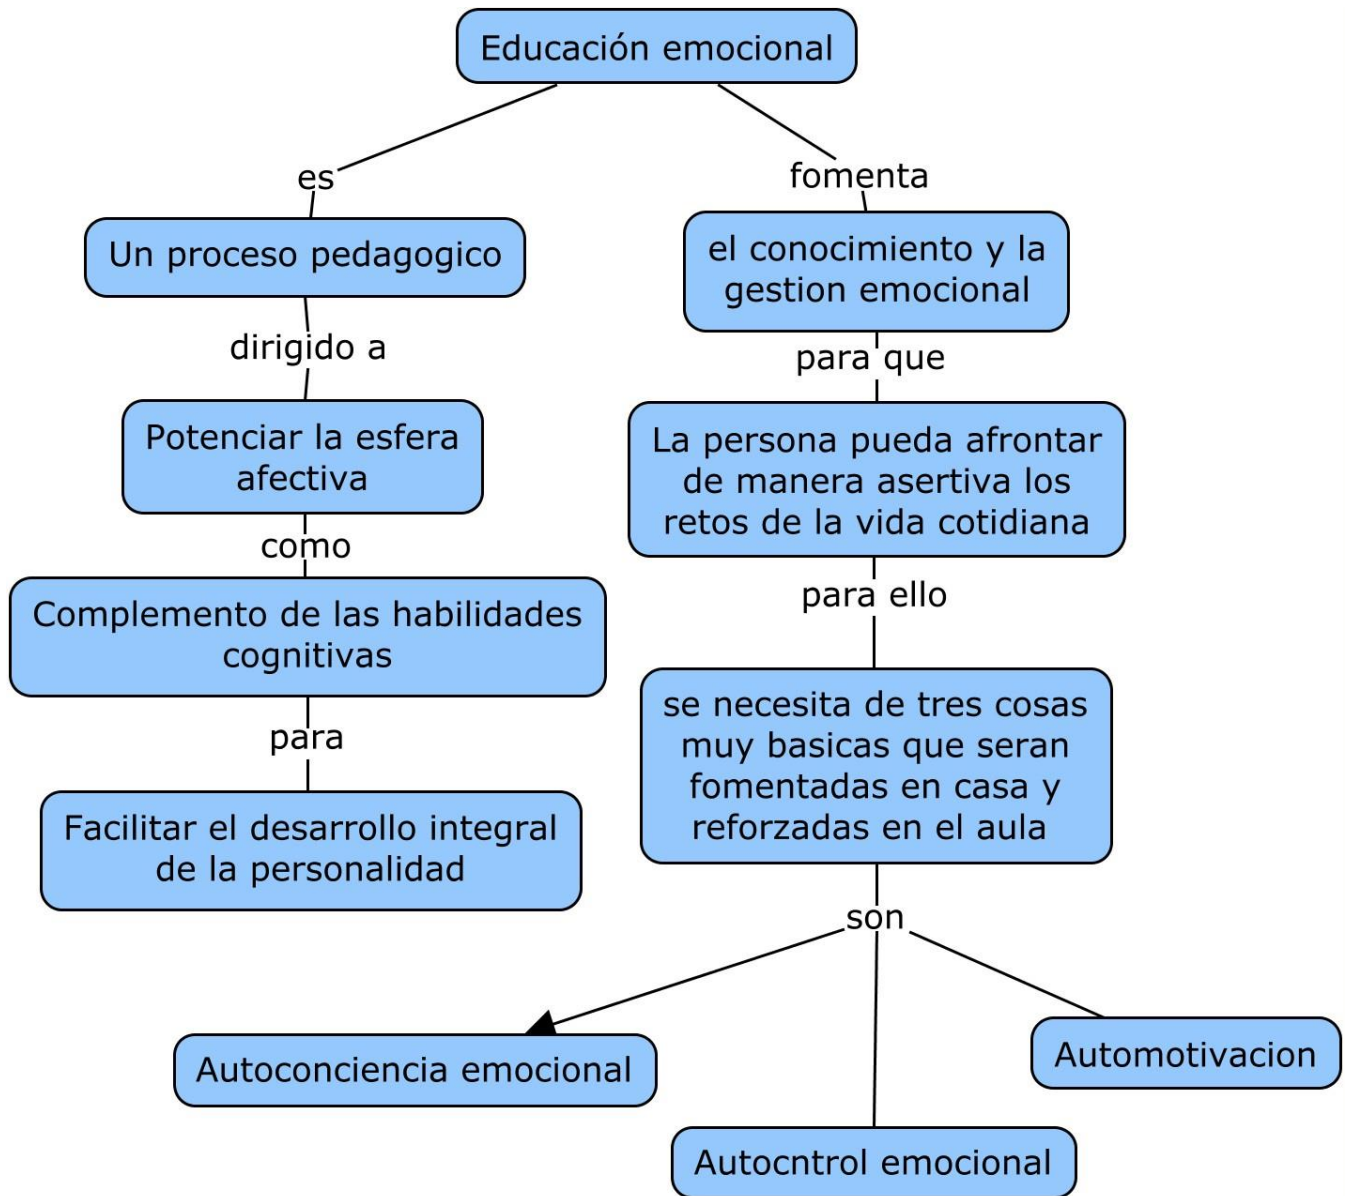 Educación emocional
es
Un proceso pedagogico
dirigido a
Potenciar la esfera
afectiva
como
Complemento de las habilidades
cognitivas
para
Facilitar el desarrollo integral
de la personalidad
fomenta
el conocimiento y la
gestion emocional
para que
La persona pueda afrontar
de manera asertiva los
retos de la vida cotidiana
para ello
se necesita de tres cosas
muy basicas que seran
fomentadas en casa y
reforzadas en el aula
son
Autoconciencia emocional
Autocntrol emocional
Automotivacion